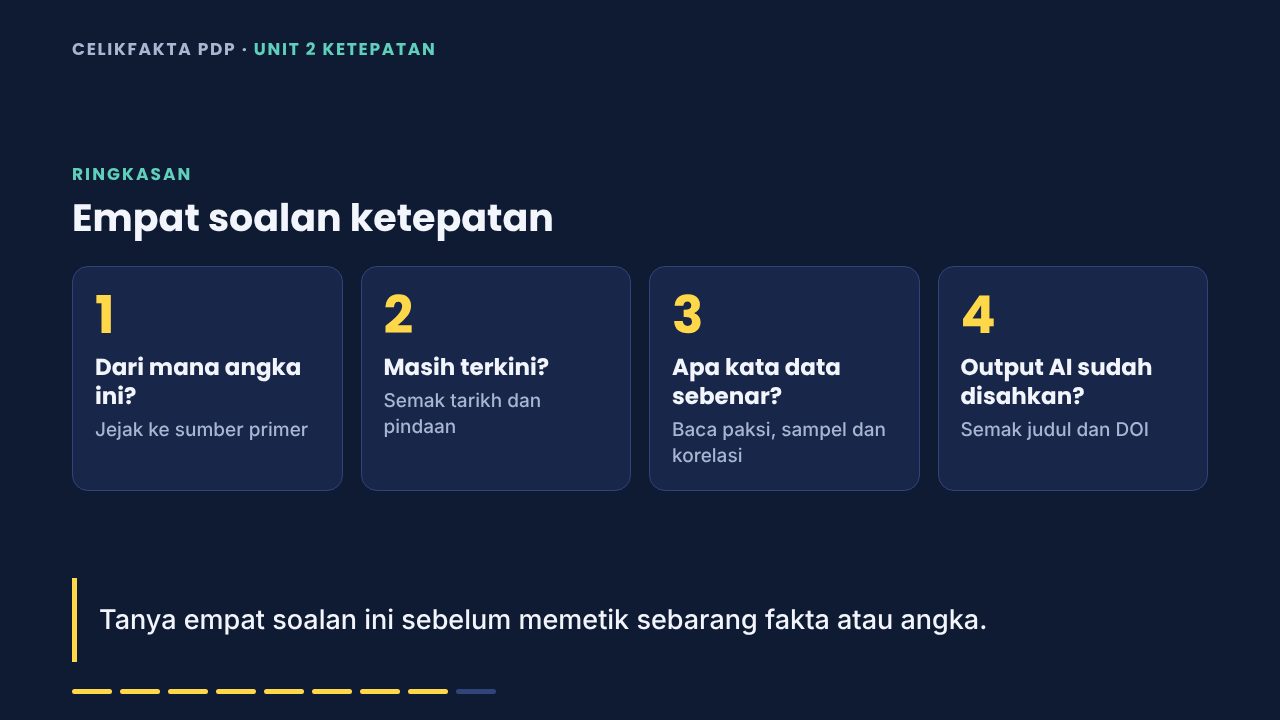 CELIKFAKTA PDP · UNIT 2 KETEPATAN
RINGKASAN
Empat soalan ketepatan
1
Dari mana angka
ini?
Jejak ke sumber primer
2
Masih terkini?
Semak tarikh dan
pindaan
3
Apa kata data
sebenar?
Baca paksi, sampel dan
korelasi
4
Output AI sudah
disahkan?
Semak judul dan DOI
Tanya empat soalan ini sebelum memetik sebarang fakta atau angka.